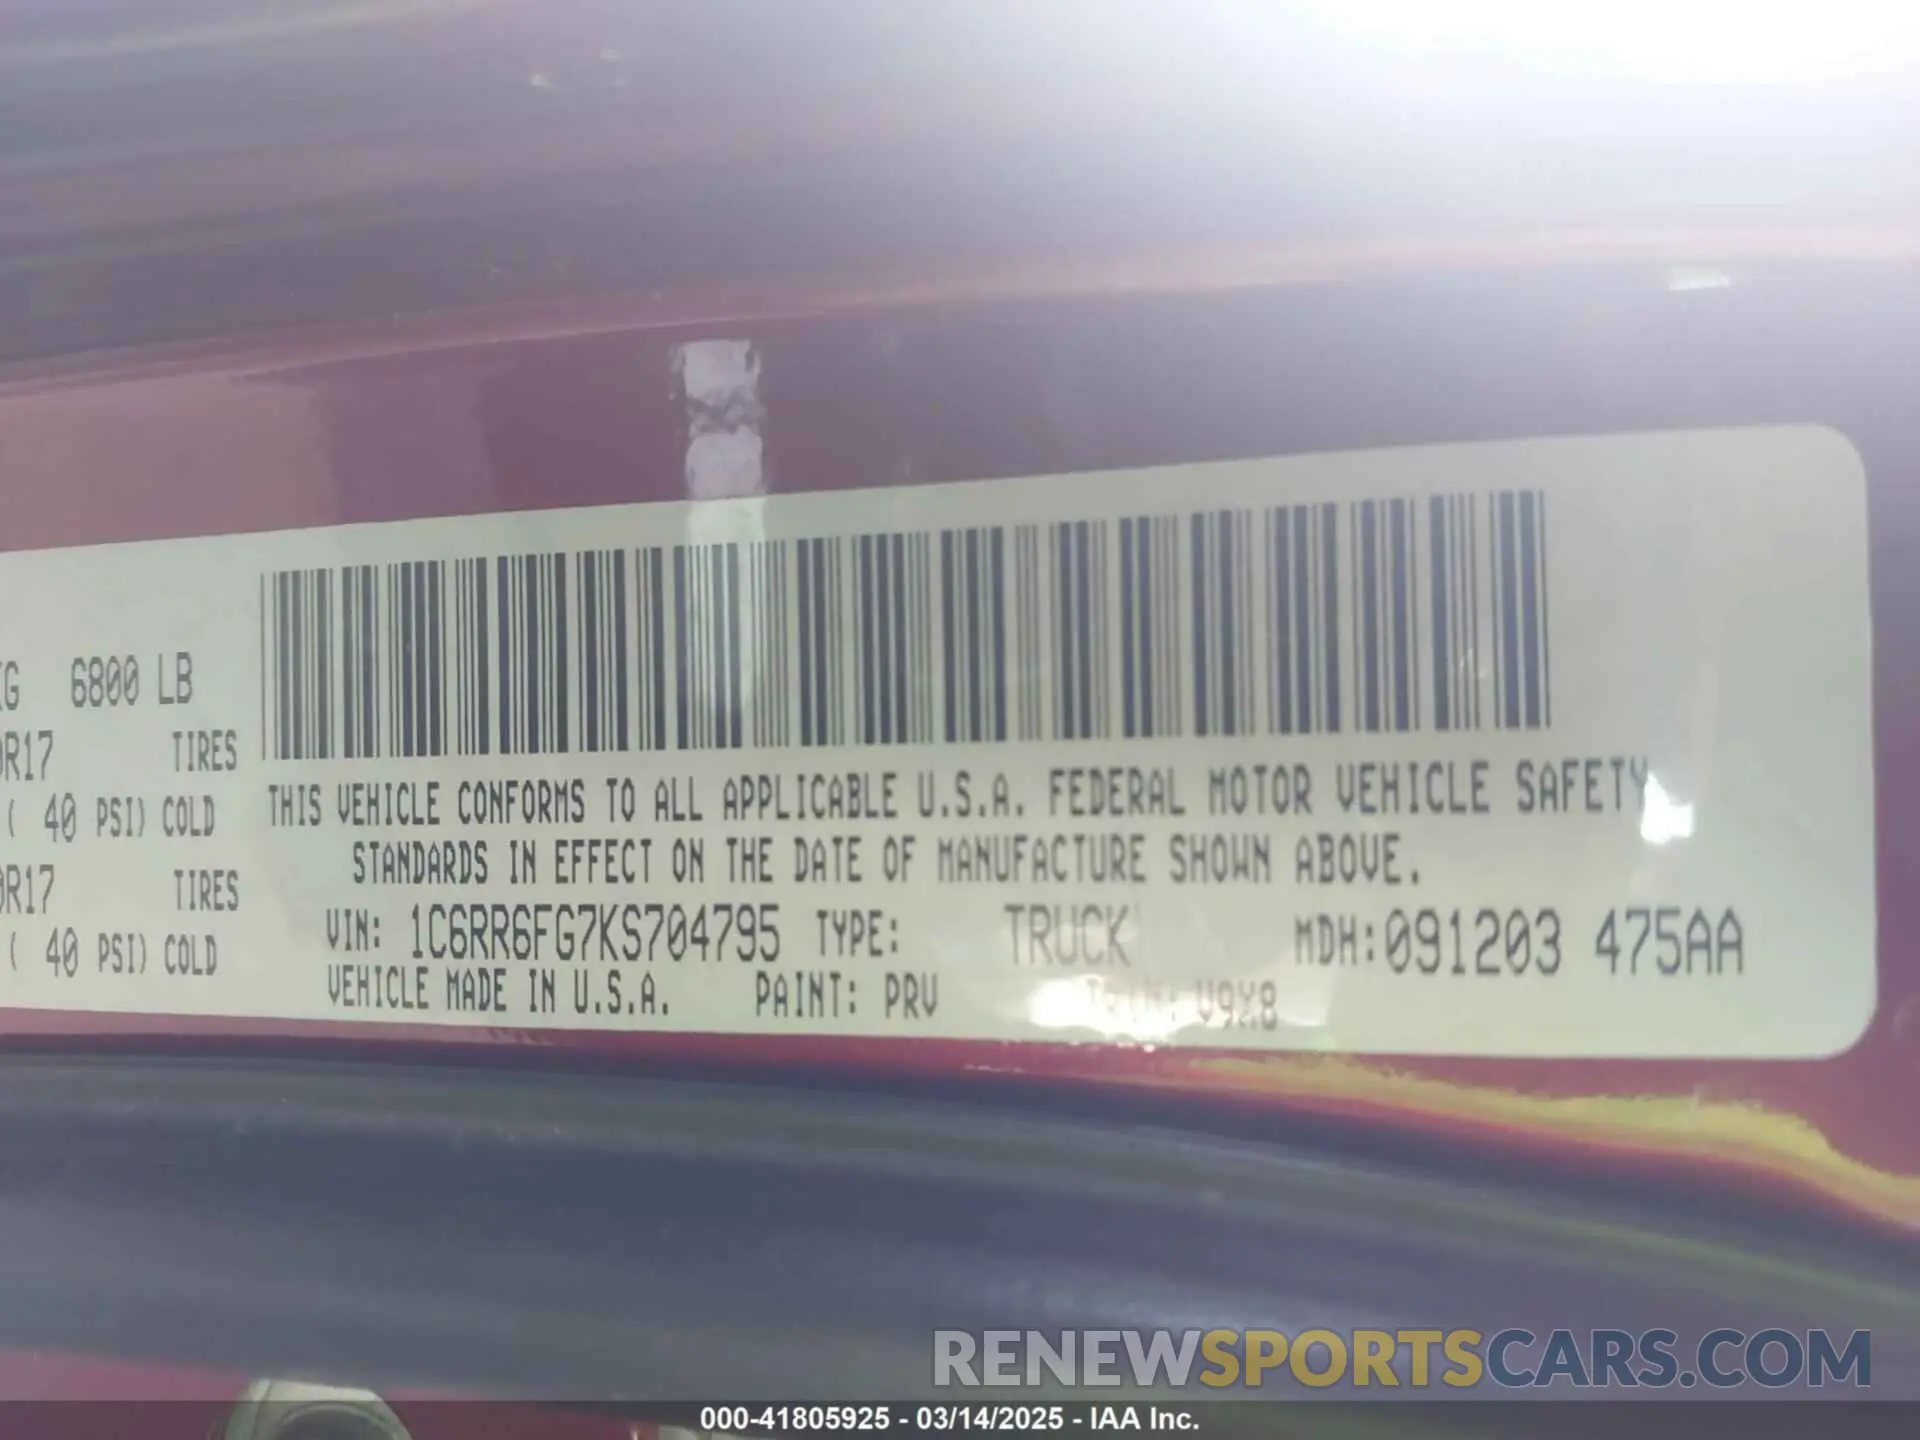 G 6800 LB
R17 TIRES
( 40 PSI) COLD
R17 TIRES
( 40 PSI) COLD
THIS VEHICLE CONFORMS TO ALL APPLICABLE U.S.A. FEDERAL MOTOR VEHICLE SAFETY
STANDARDS IN EFFECT ON THE DATE OF MANUFACTURE SHOWN ABOVE.
VIN: 1C6RR6FG7KS704795 TYPE: TRUCK MDH:091203 475AA
VEHICLE MADE IN U.S.A. PAINT: PRV TRIM: V9X8
RENEWSPORTSCARS.COM
000-41805925 - 03/14/2025 - IAA Inc.